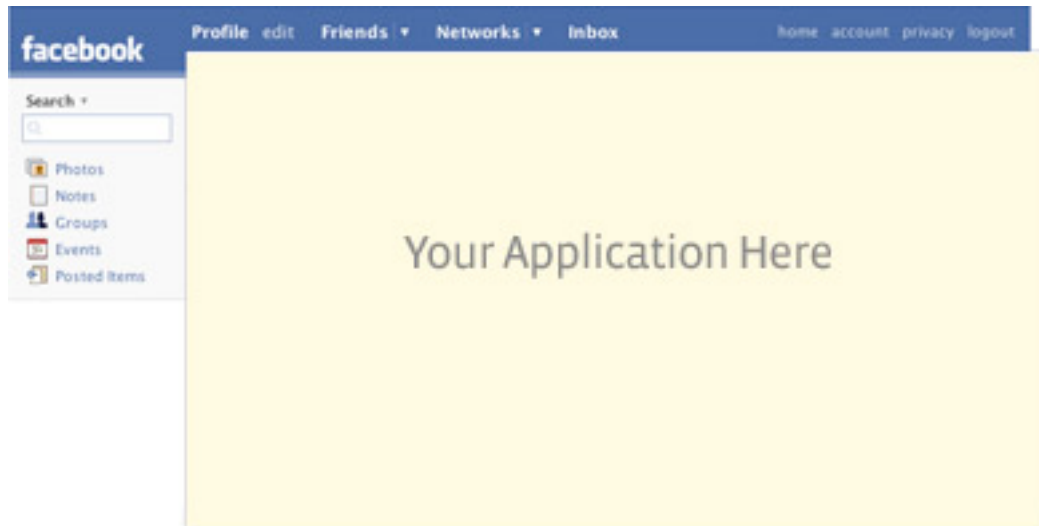 facebook
Profile edit Friends Networks Inbox home account privacy logout
Search
Photos
Notes
Groups
Events
Posted Items
Your Application Here